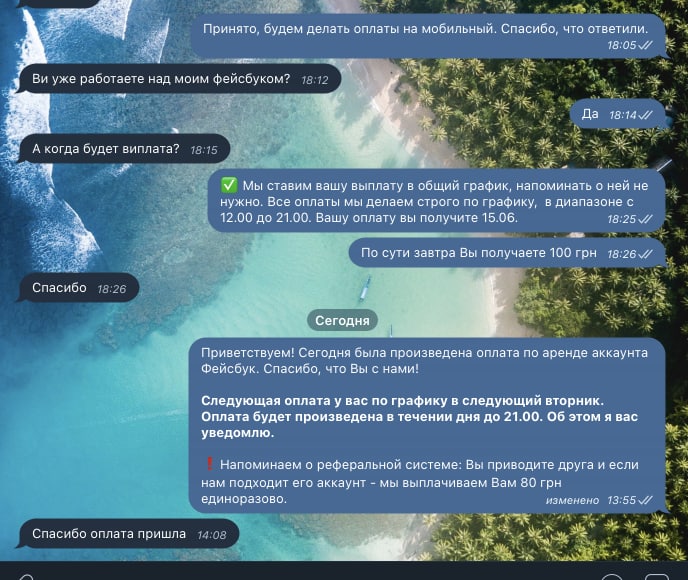 Принято, будем делать оплаты на мобильный. Спасибо, что ответили.
18:05
Ви уже работаете над моим фейсбуком? 18:12
Да 18:14
А когда будет виплата? 18:15
✅ Мы ставим вашу выплату в общий график, напоминать о ней не
нужно. Все оплаты мы делаем строго по графику, в диапазоне с
12.00 до 21.00. Вашу оплату вы получите 15.06. 18:25
По сути завтра Вы получаете 100 грн 18:26
Спасибо 18:26
Сегодня
Приветствуем! Сегодня была произведена оплата по аренде аккаунта
Фейсбук. Спасибо, что Вы с нами!
Следующая оплата у вас по графику в следующий вторник.
Оплата будет произведена в течении дня до 21.00. Об этом я вас
уведомлю.
❗ Напоминаем о реферальной системе: Вы приводите друга и если
нам подходит его аккаунт - мы выплачиваем Вам 80 грн
единоразово. изменено 13:55
Спасибо оплата пришла 14:08